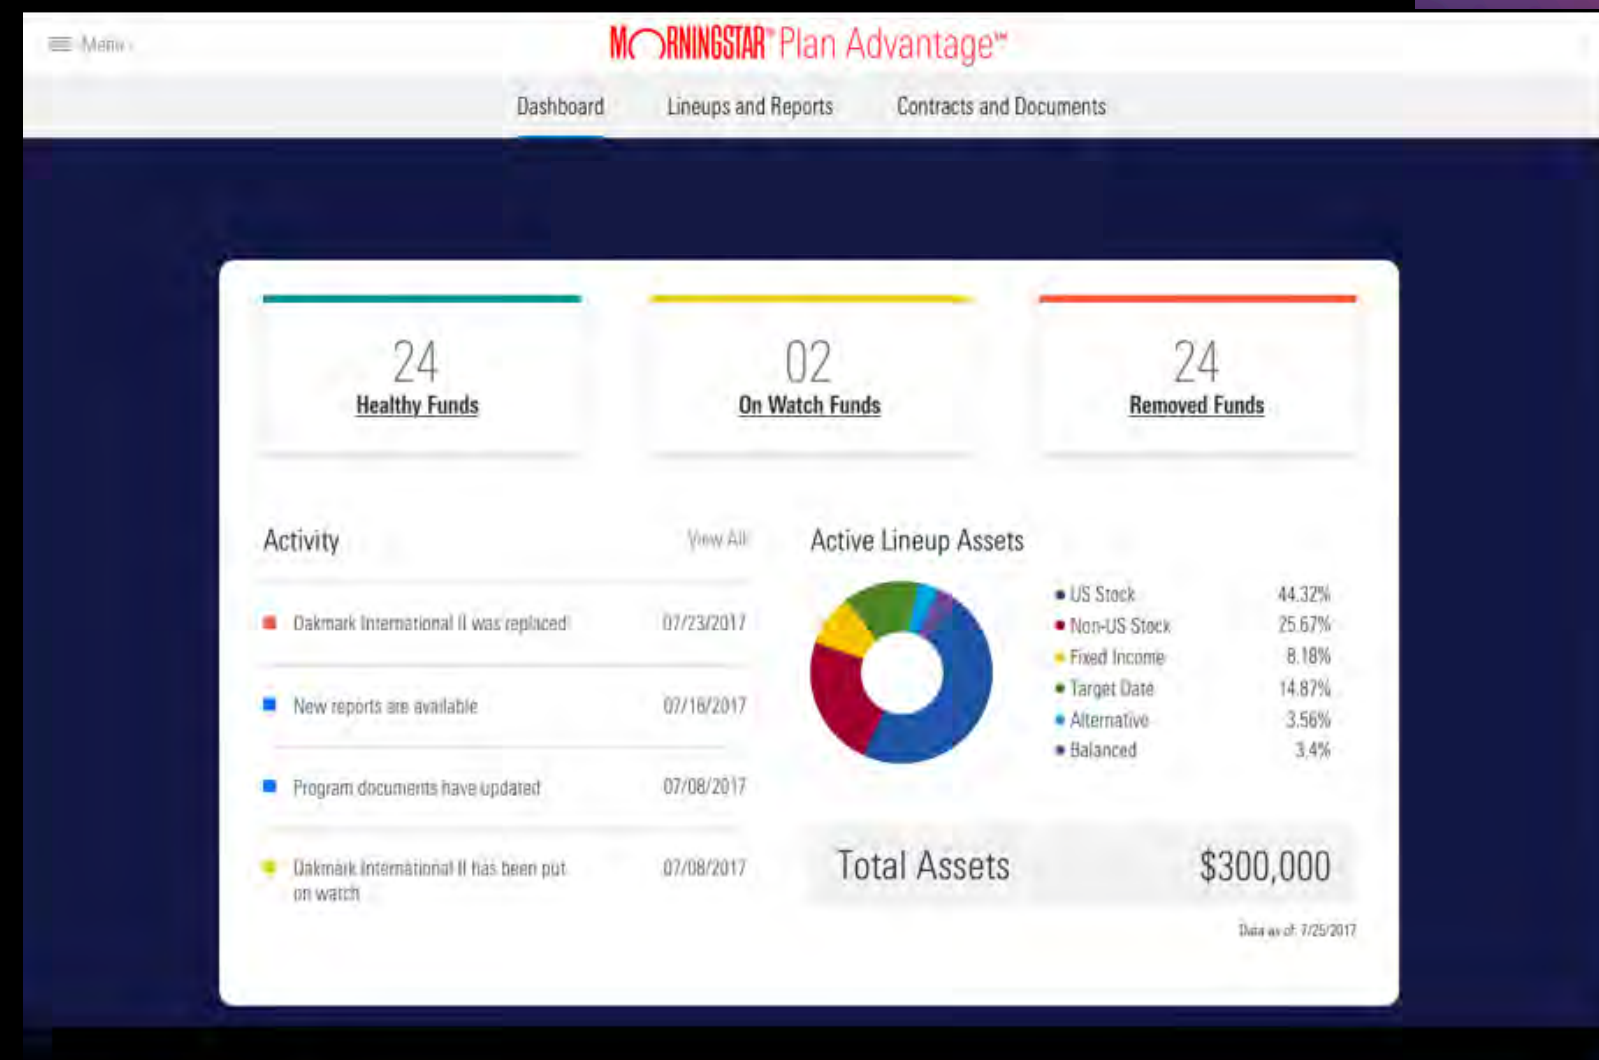 Menu
MORNINGSTAR® Plan Advantage℠
Dashboard
Lineups and Reports
Contracts and Documents
24
Healthy Funds
02
On Watch Funds
24
Removed Funds
Activity
View All
Oakmark International II was replaced
07/23/2017
New reports are available
07/16/2017
Program documents have updated
07/08/2017
Oakmark International II has been put
on watch
07/08/2017
Active Lineup Assets
US Stock 44.32%
Non-US Stock 25.67%
Fixed Income 8.18%
Target Date 14.87%
Alternative 3.56%
Balanced 3.4%
Total Assets $300,000
Data as of: 7/25/2017